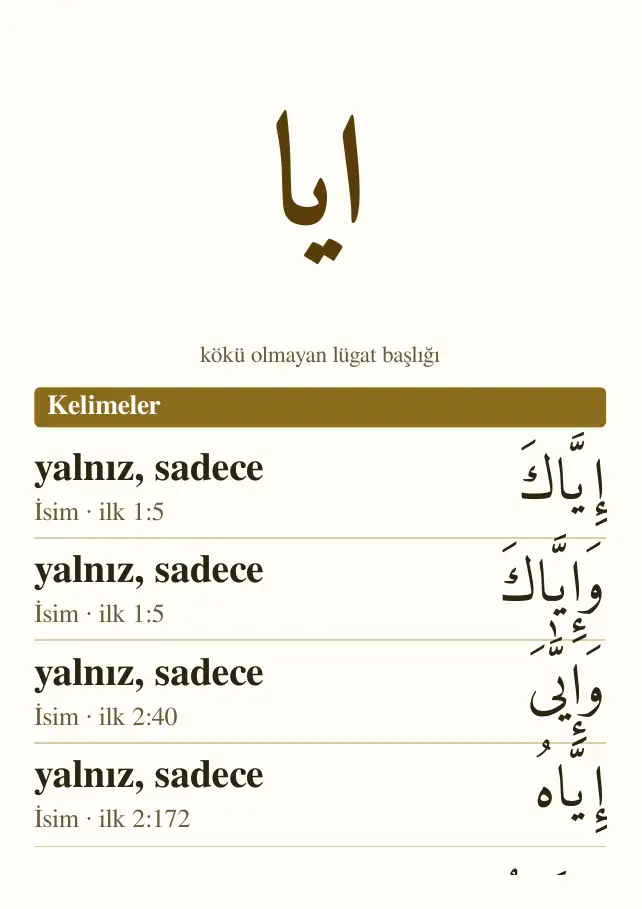 ايا
kökü olmayan lügat başlığı
Kelimeler
yalnız, sadece إِيَّاكَ
İsim · ilk 1:5
yalnız, sadece وَإِيَّاكَ
İsim · ilk 1:5
yalnız, sadece وَإِيَّٰىَ
İsim · ilk 2:40
yalnız, sadece إِيَّاهُ
İsim · ilk 2:172